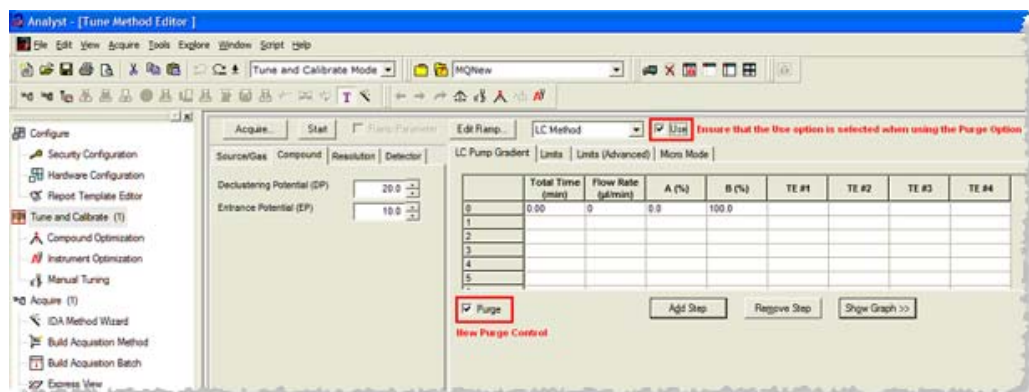 Analyst - [Tune Method Editor ]
File Edit View Acquire Tools Explore Window Script Help
Tune and Calibrate Mode MQNew
Configure
Security Configuration
Hardware Configuration
Report Template Editor
Tune and Calibrate (1)
Compound Optimization
Instrument Optimization
Manual Tuning
Acquire (1)
IDA Method Wizard
Build Acquisition Method
Build Acquisition Batch
Express View
Acquire... Start Ramp Parameter Edit Ramp... LC Method Use Ensure that the Use option is selected when using the Purge Option
Source/Gas Compound Resolution Detector
Declustering Potential (DP) 20.0
Entrance Potential (EP) 10.0
LC Pump Gradient Limits Limits (Advanced) Micro Mode
Total Time (min) Flow Rate (µl/min) A (%) B (%) TE #1 TE #2 TE #3 TE #4
0 0.00 0 0.0 100.0
1
2
3
4
5
Purge Add Step Remove Step Show Graph >>
New Purge Control